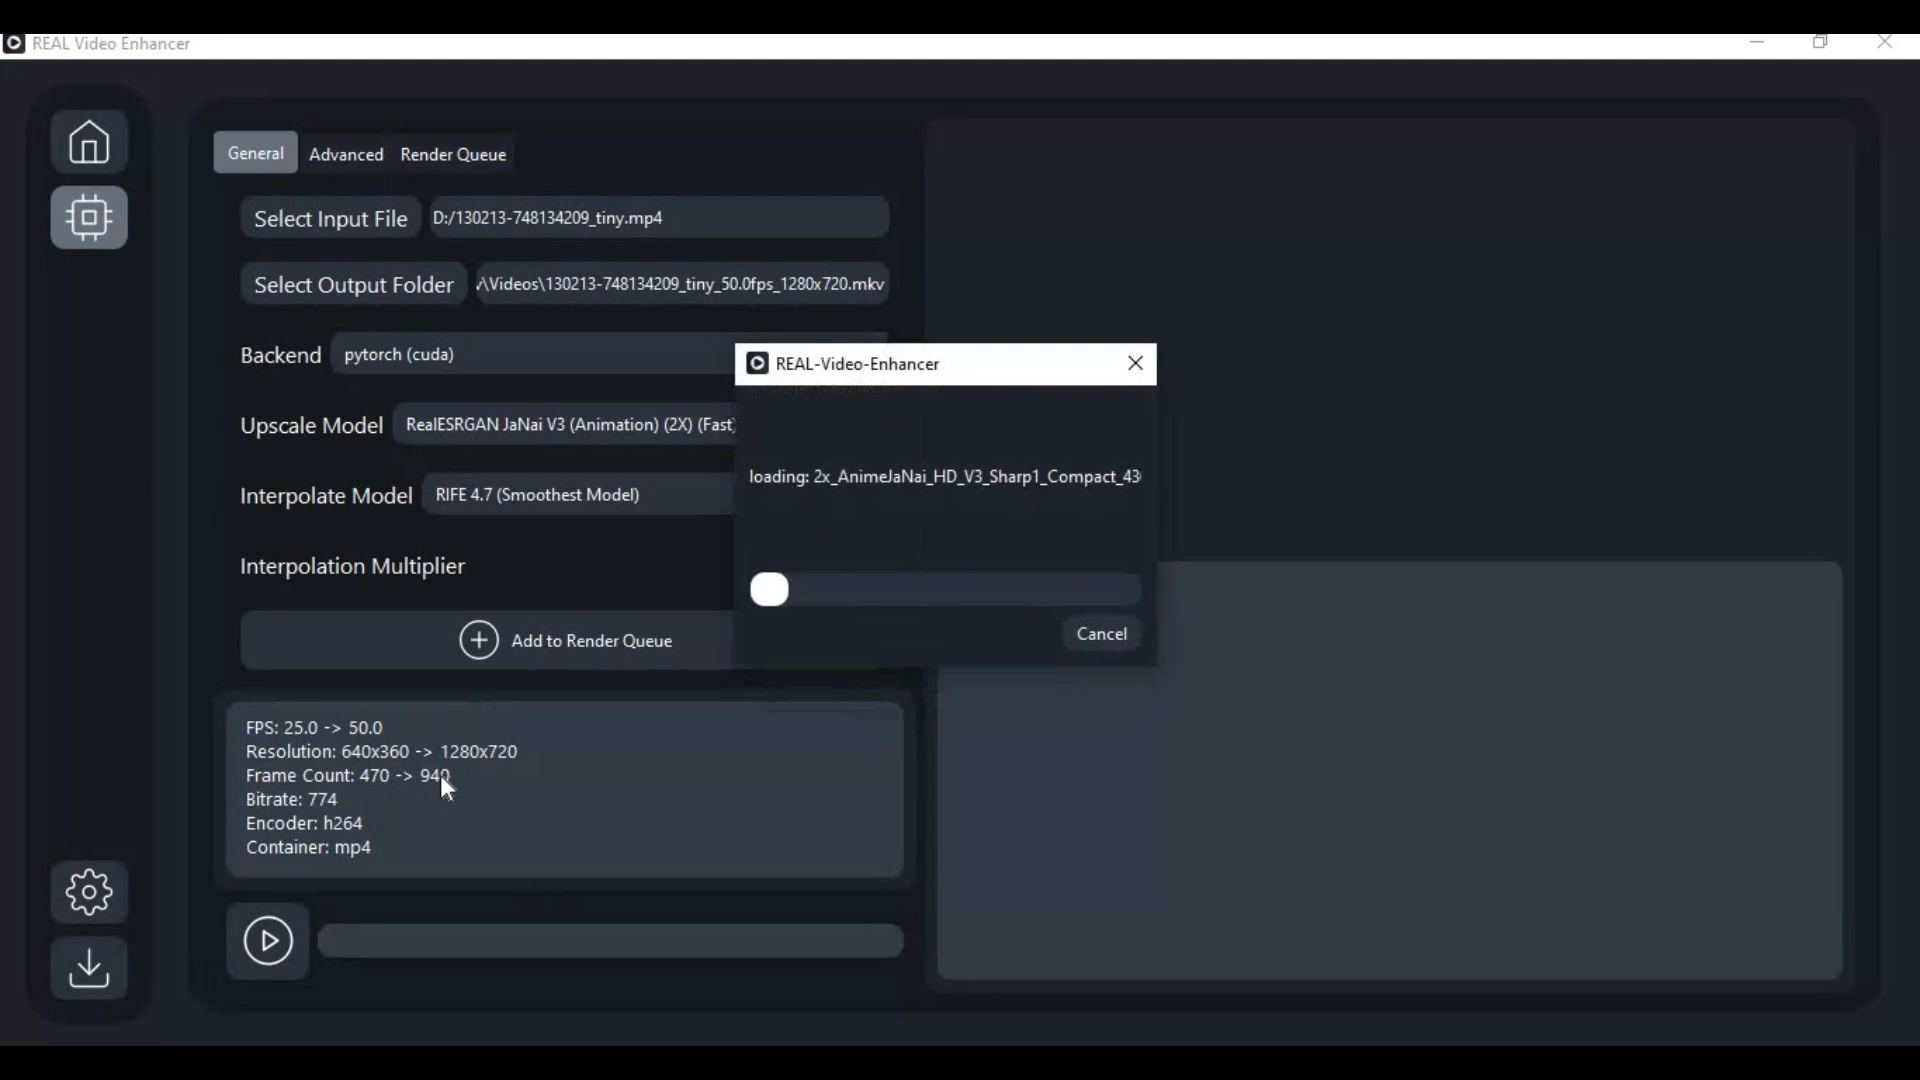 REAL Video Enhancer
General Advanced Render Queue
Select Input File D:/130213-748134209_tiny.mp4
Select Output Folder \Videos\130213-748134209_tiny_50.0fps_1280x720.mkv
Backend pytorch (cuda)
REAL-Video-Enhancer
Upscale Model RealESRGAN JaNai V3 (Animation) (2X) (Fast
loading: 2x_AnimeJaNai_HD_V3_Sharp1_Compact_43
Interpolate Model RIFE 4.7 (Smoothest Model)
Interpolation Multiplier
Cancel
Add to Render Queue
FPS: 25.0 -> 50.0
Resolution: 640x360 -> 1280x720
Frame Count: 470 -> 940
Bitrate: 774
Encoder: h264
Container: mp4